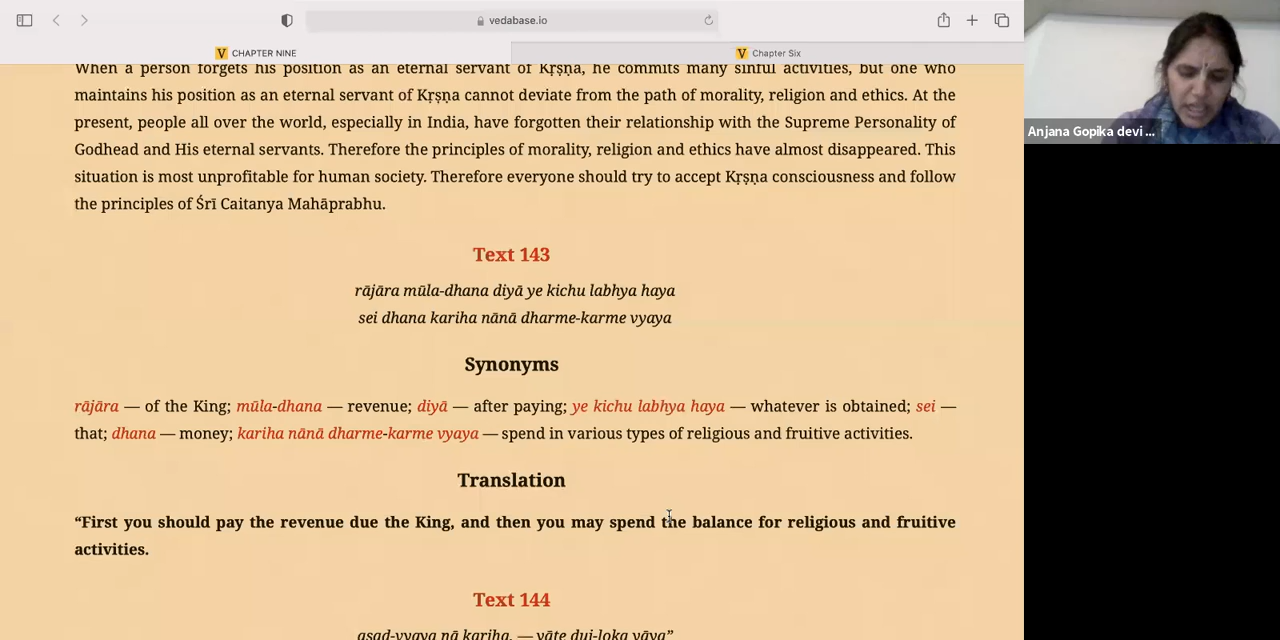 vedabase.io
CHAPTER NINE
Chapter Six
When a person forgets his position as an eternal servant of Kṛṣṇa, he commits many sinful activities, but one who
maintains his position as an eternal servant of Kṛṣṇa cannot deviate from the path of morality, religion and ethics. At the
present, people all over the world, especially in India, have forgotten their relationship with the Supreme Personality of
Godhead and His eternal servants. Therefore the principles of morality, religion and ethics have almost disappeared. This
situation is most unprofitable for human society. Therefore everyone should try to accept Kṛṣṇa consciousness and follow
the principles of Śrī Caitanya Mahāprabhu.
Text 143
rājāra mūla-dhana diyā ye kichu labhya haya
sei dhana kariha nānā dharme-karme vyaya
Synonyms
rājāra — of the King; mūla-dhana — revenue; diyā — after paying; ye kichu labhya haya — whatever is obtained; sei —
that; dhana — money; kariha nānā dharme-karme vyaya — spend in various types of religious and fruitive activities.
Translation
“First you should pay the revenue due the King, and then you may spend the balance for religious and fruitive
activities.
Text 144
asad-vyaya nā kariha, — yāte dui-loka yāya”
Anjana Gopika devi ...